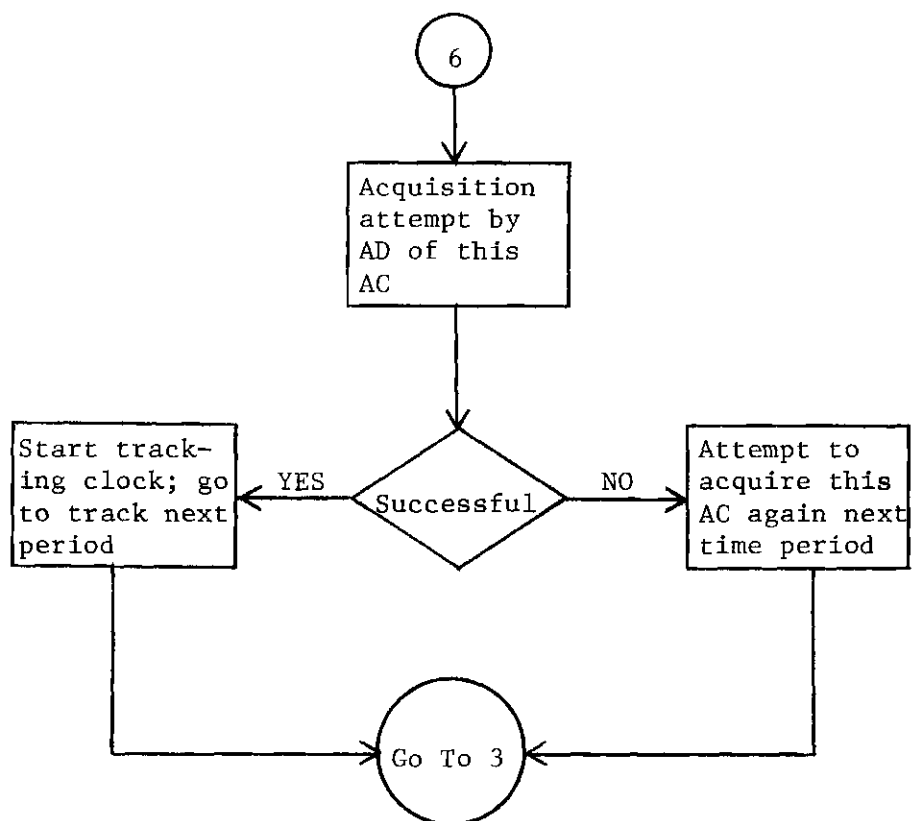 6
Acquisition
attempt by
AD of this
AC
Successful
YES
NO
Start track-
ing clock; go
to track next
period
Attempt to
acquire this
AC again next
time period
Go To 3